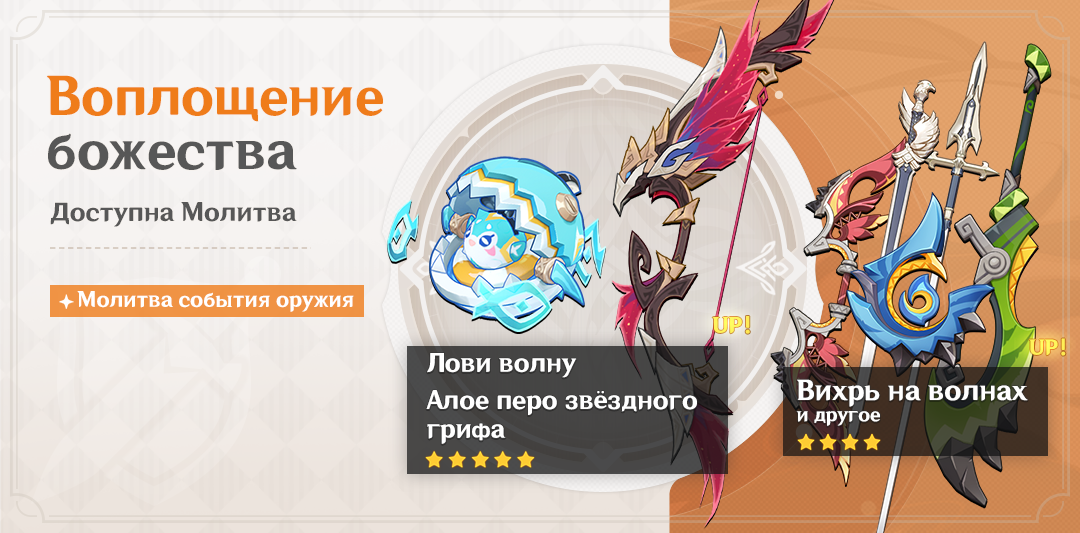 Воплощение
божества
Доступна Молитва
Молитва события оружия
UP!
Лови волну
Алое перо звёздного
грифа
UP!
Вихрь на волнах
и другое